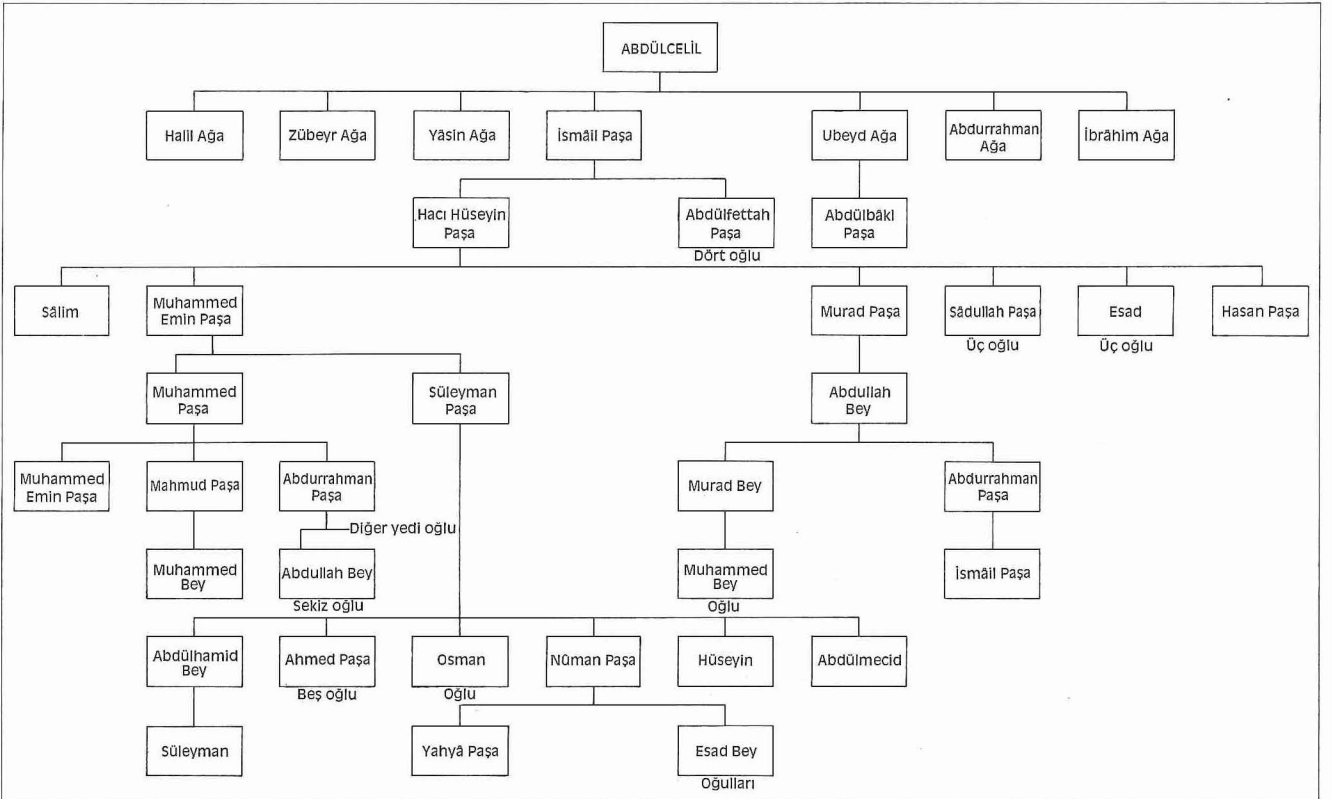 ABDÜLCELİL
Halil Ağa
Zübeyr Ağa
Yâsin Ağa
İsmâil Paşa
Ubeyd Ağa
Abdurrahman
Ağa
İbrâhim Ağa
Hacı Hüseyin
Paşa
Abdülfettah
Paşa
Dört oğlu
Abdülbâki
Paşa
Sâlim
Muhammed
Emin Paşa
Murad Paşa
Sâdullah Paşa
Üç oğlu
Esad
Üç oğlu
Hasan Paşa
Muhammed
Paşa
Süleyman
Paşa
Abdullah
Bey
Muhammed
Emin Paşa
Mahmud Paşa
Abdurrahman
Paşa
Diğer yedi oğlu
Murad Bey
Abdurrahman
Paşa
Muhammed
Bey
Abdullah Bey
Sekiz oğlu
Muhammed
Bey
Oğlu
İsmâil Paşa
Abdülhamid
Bey
Ahmed Paşa
Beş oğlu
Osman
Oğlu
Nûman Paşa
Hüseyin
Abdülmecid
Süleyman
Yahyâ Paşa
Esad Bey
Oğulları